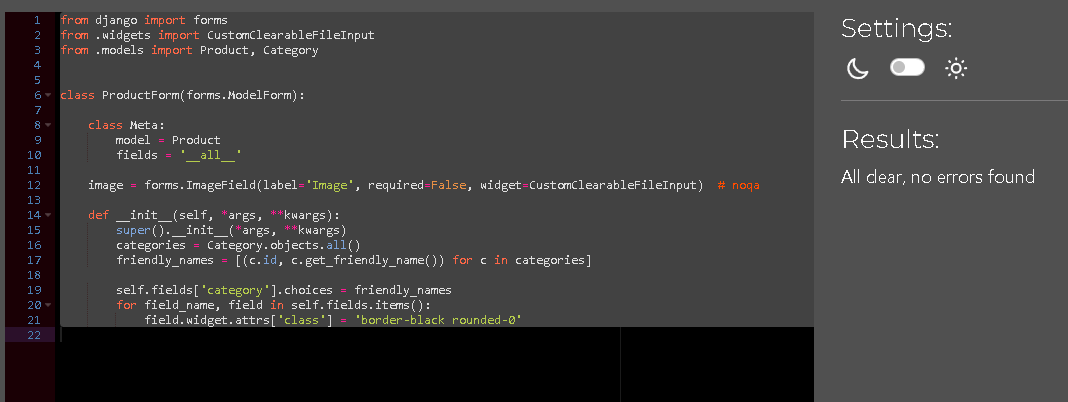 1 from django import forms
2 from .widgets import CustomClearableFileInput
3 from .models import Product, Category
4
5
6 class ProductForm(forms.ModelForm):
7
8     class Meta:
9         model = Product
10         fields = '__all__'
11
12     image = forms.ImageField(label='Image', required=False, widget=CustomClearableFileInput)  # noqa
13
14     def __init__(self, *args, **kwargs):
15         super().__init__(*args, **kwargs)
16         categories = Category.objects.all()
17         friendly_names = [(c.id, c.get_friendly_name()) for c in categories]
18
19         self.fields['category'].choices = friendly_names
20         for field_name, field in self.fields.items():
21             field.widget.attrs['class'] = 'border-black rounded-0'
22
Settings:
Results:
All clear, no errors found